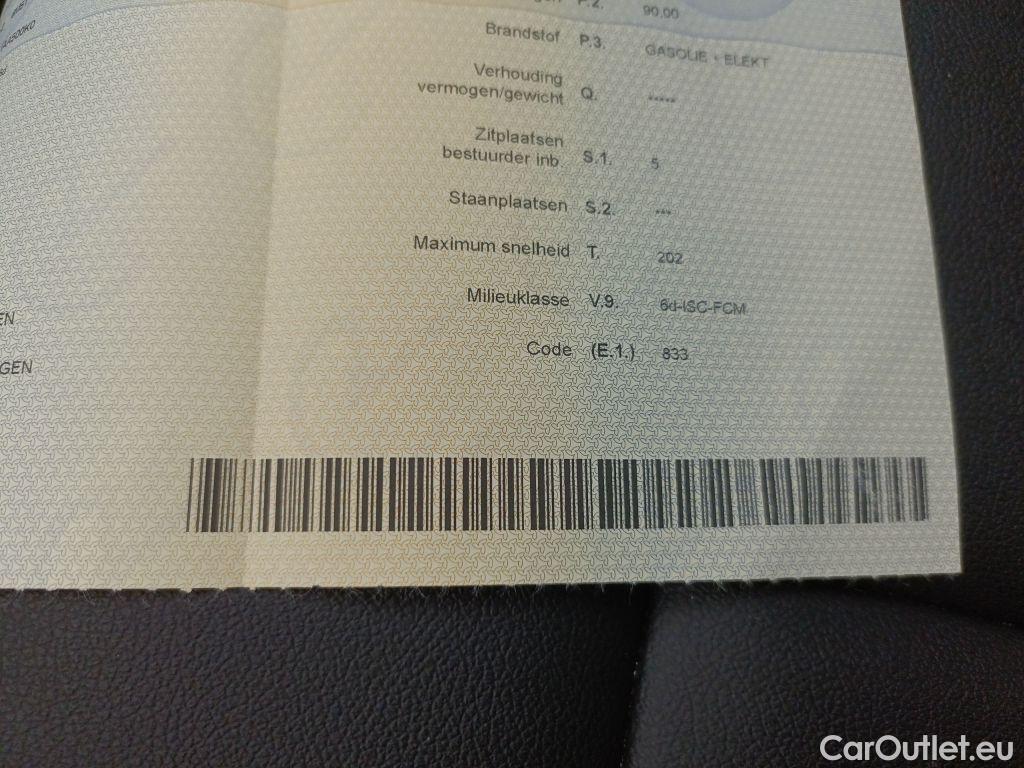 P.2. 90,00
Brandstof P.3. GASOLIE + ELEKT
Verhouding
vermogen/gewicht Q. *****
Zitplaatsen
bestuurder inb. S.1. 5
Staanplaatsen S.2. ***
Maximum snelheid T. 202
Milieuklasse V.9. 6d-ISC-FCM
EN
Code (E.1.) 833
GEN
CarOutlet.eu